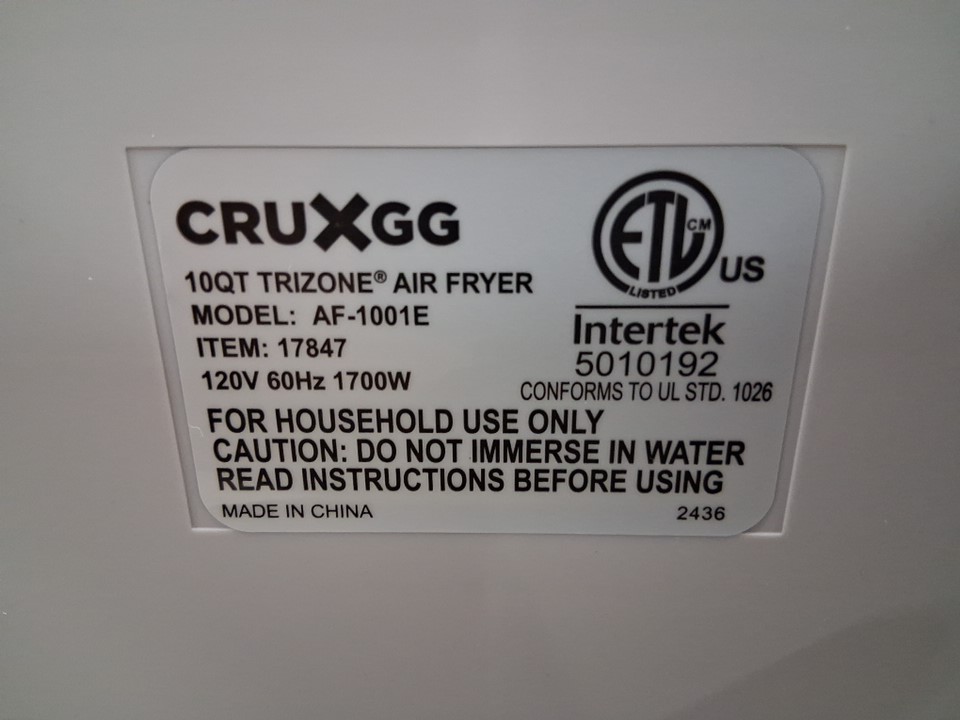 CRUXGG
10QT TRIZONE® AIR FRYER
MODEL: AF-1001E
ITEM: 17847
120V 60Hz 1700W
ETL CM
LISTED
US
Intertek
5010192
CONFORMS TO UL STD. 1026
FOR HOUSEHOLD USE ONLY
CAUTION: DO NOT IMMERSE IN WATER
READ INSTRUCTIONS BEFORE USING
MADE IN CHINA
2436